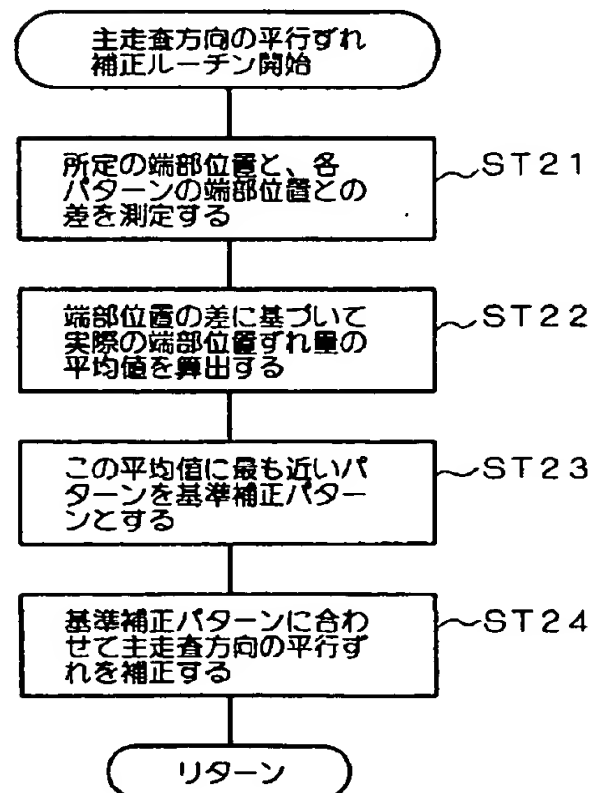 主走査方向の平行ずれ
補正ルーチン開始
所定の端部位置と、各
パターンの端部位置との
差を測定する
ST21
端部位置の差に基づいて
実際の端部位置ずれ量の
平均値を算出する
ST22
この平均値に最も近いパ
ターンを基準補正パター
ンとする
ST23
基準補正パターンに合わ
せて主走査方向の平行ず
れを補正する
ST24
リターン